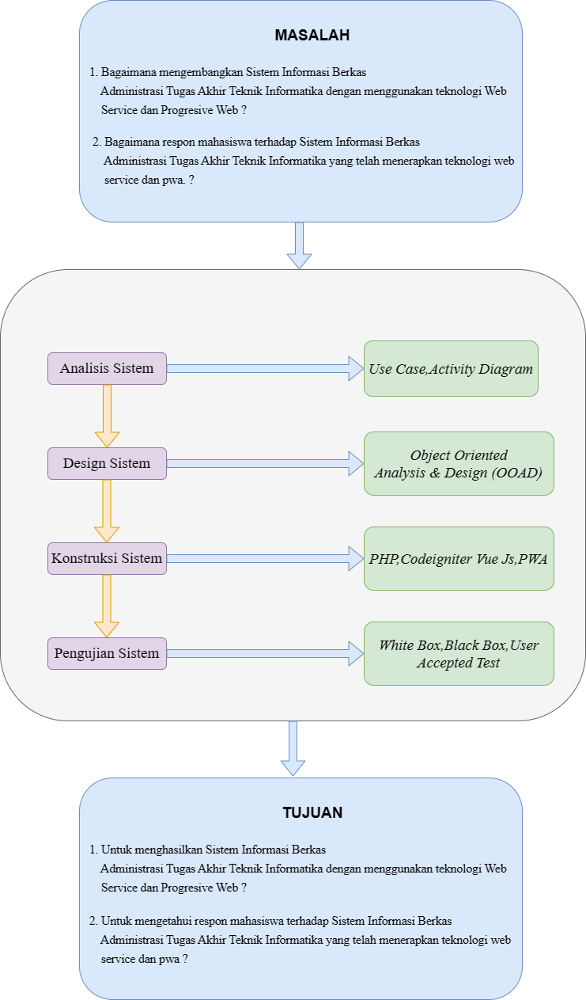 MASALAH
1. Bagaimana mengembangkan Sistem Informasi Berkas
Administrasi Tugas Akhir Teknik Informatika dengan menggunakan teknologi Web
Service dan Progresive Web ?
2. Bagaimana respon mahasiswa terhadap Sistem Informasi Berkas
Administrasi Tugas Akhir Teknik Informatika yang telah menerapkan teknologi web
service dan pwa. ?
Analisis Sistem
Use Case,Activity Diagram
Design Sistem
Object Oriented
Analysis & Design (OOAD)
Konstruksi Sistem
PHP,Codeigniter Vue Js,PWA
Pengujian Sistem
White Box,Black Box,User
Accepted Test
TUJUAN
1. Untuk menghasilkan Sistem Informasi Berkas
Administrasi Tugas Akhir Teknik Informatika dengan menggunakan teknologi Web
Service dan Progresive Web ?
2. Untuk mengetahui respon mahasiswa terhadap Sistem Informasi Berkas
Administrasi Tugas Akhir Teknik Informatika yang telah menerapkan teknologi web
service dan pwa ?